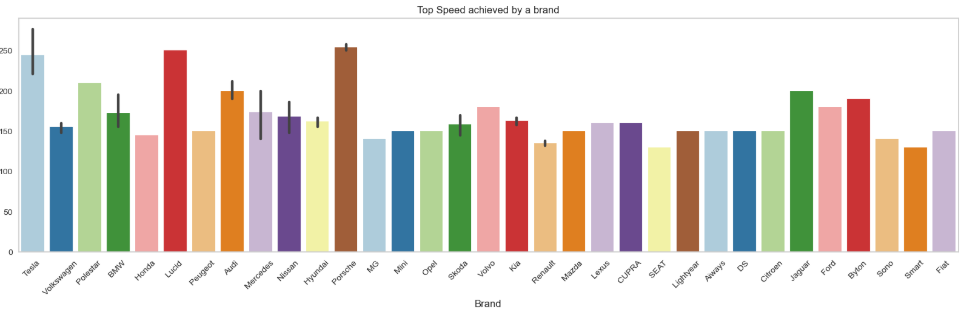 Top Speed achieved by a brand
250
200
150
100
50
0
Tesla
Volkswagen
Polestar
BMW
Honda
Lucid
Peugeot
Audi
Mercedes
Nissan
Hyundai
Porsche
MG
Mini
Opel
Skoda
Volvo
Kia
Renault
Mazda
Lexus
CUPRA
SEAT
Lightyear
Aiways
DS
Citroen
Jaguar
Ford
Byton
Sono
Smart
Fiat
Brand